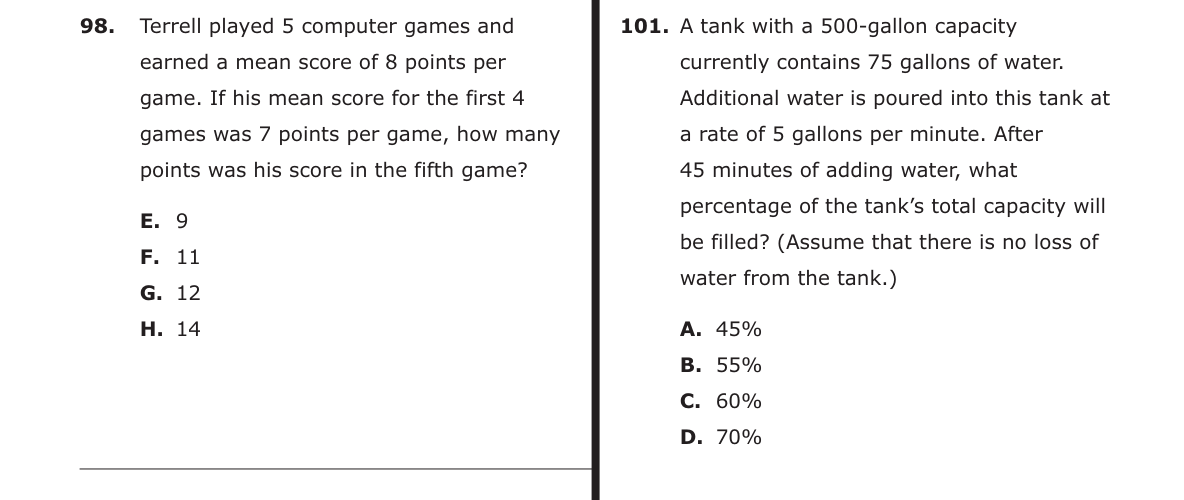 98. Terrell played 5 computer games and
earned a mean score of 8 points per
game. If his mean score for the first 4
games was 7 points per game, how many
points was his score in the fifth game?
E. 9
F. 11
G. 12
H. 14
101. A tank with a 500-gallon capacity
currently contains 75 gallons of water.
Additional water is poured into this tank at
a rate of 5 gallons per minute. After
45 minutes of adding water, what
percentage of the tank’s total capacity will
be filled? (Assume that there is no loss of
water from the tank.)
A. 45%
B. 55%
C. 60%
D. 70%